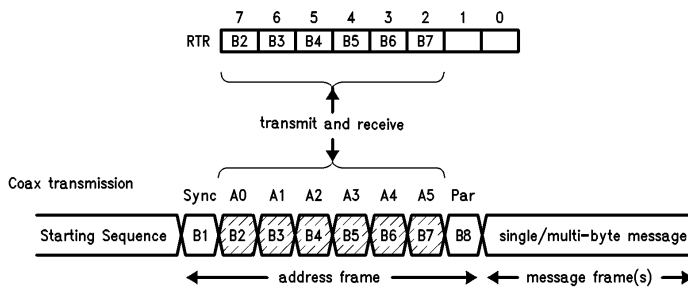 7 6 5 4 3 2 1 0
RTR B2 B3 B4 B5 B6 B7
transmit and receive
Coax transmission
Sync A0 A1 A2 A3 A4 A5 Par
Starting Sequence B1 B2 B3 B4 B5 B6 B7 B8 single/multi-byte message
address frame message frame(s)